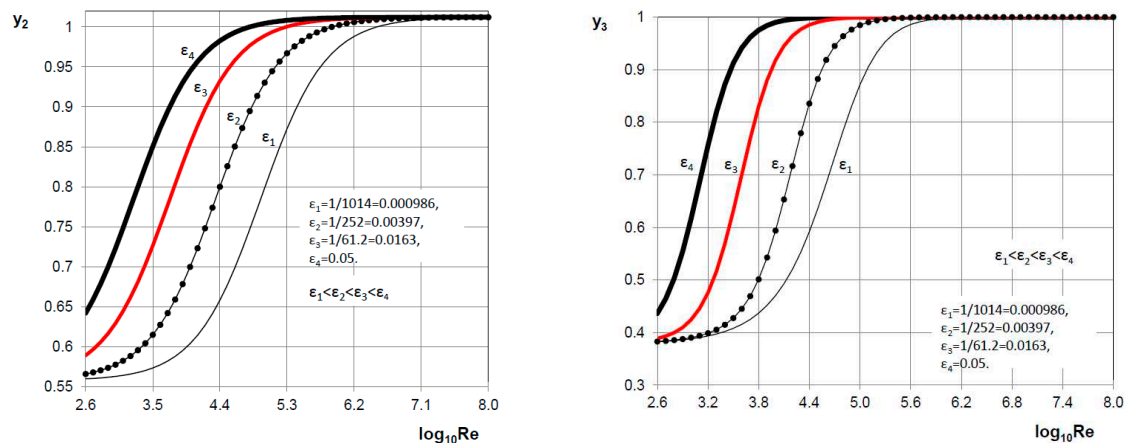 y₂
1
0.95
0.9
0.85
0.8
0.75
0.7
0.65
0.6
0.55
2.6 3.5 4.4 5.3 6.2 7.1 8.0
log₁₀Re
ε₄
ε₃
ε₂
ε₁
ε₁=1/1014=0.000986,
ε₂=1/252=0.00397,
ε₃=1/61.2=0.0163,
ε₄=0.05.
ε₁<ε₂<ε₃<ε₄
y₃
1
0.9
0.8
0.7
0.6
0.5
0.4
0.3
2.6 3.2 3.8 4.4 5.0 5.6 6.2 6.8 7.4 8.0
log₁₀Re
ε₄ ε₃ ε₂ ε₁
ε₁<ε₂<ε₃<ε₄
ε₁=1/1014=0.000986,
ε₂=1/252=0.00397,
ε₃=1/61.2=0.0163,
ε₄=0.05.